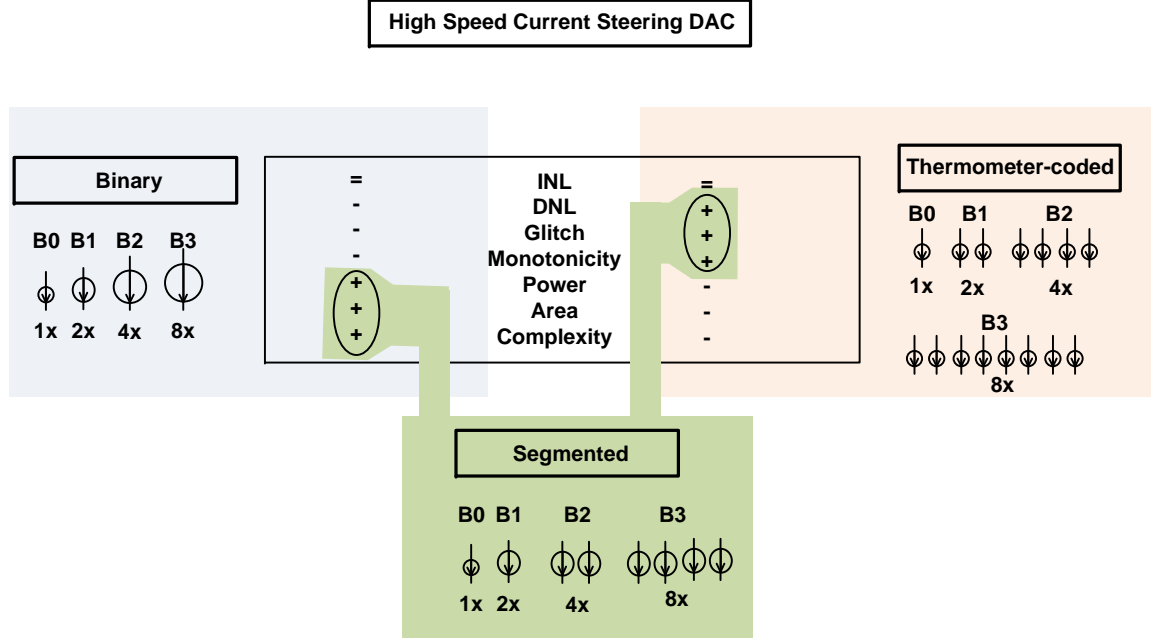 High Speed Current Steering DAC
Binary
B0 B1 B2 B3
1x 2x 4x 8x
= INL =
- DNL +
- Glitch +
- Monotonicity +
+ Power -
+ Area -
+ Complexity -
Thermometer-coded
B0 B1 B2
1x 2x 4x
B3
8x
Segmented
B0 B1 B2 B3
1x 2x 4x 8x